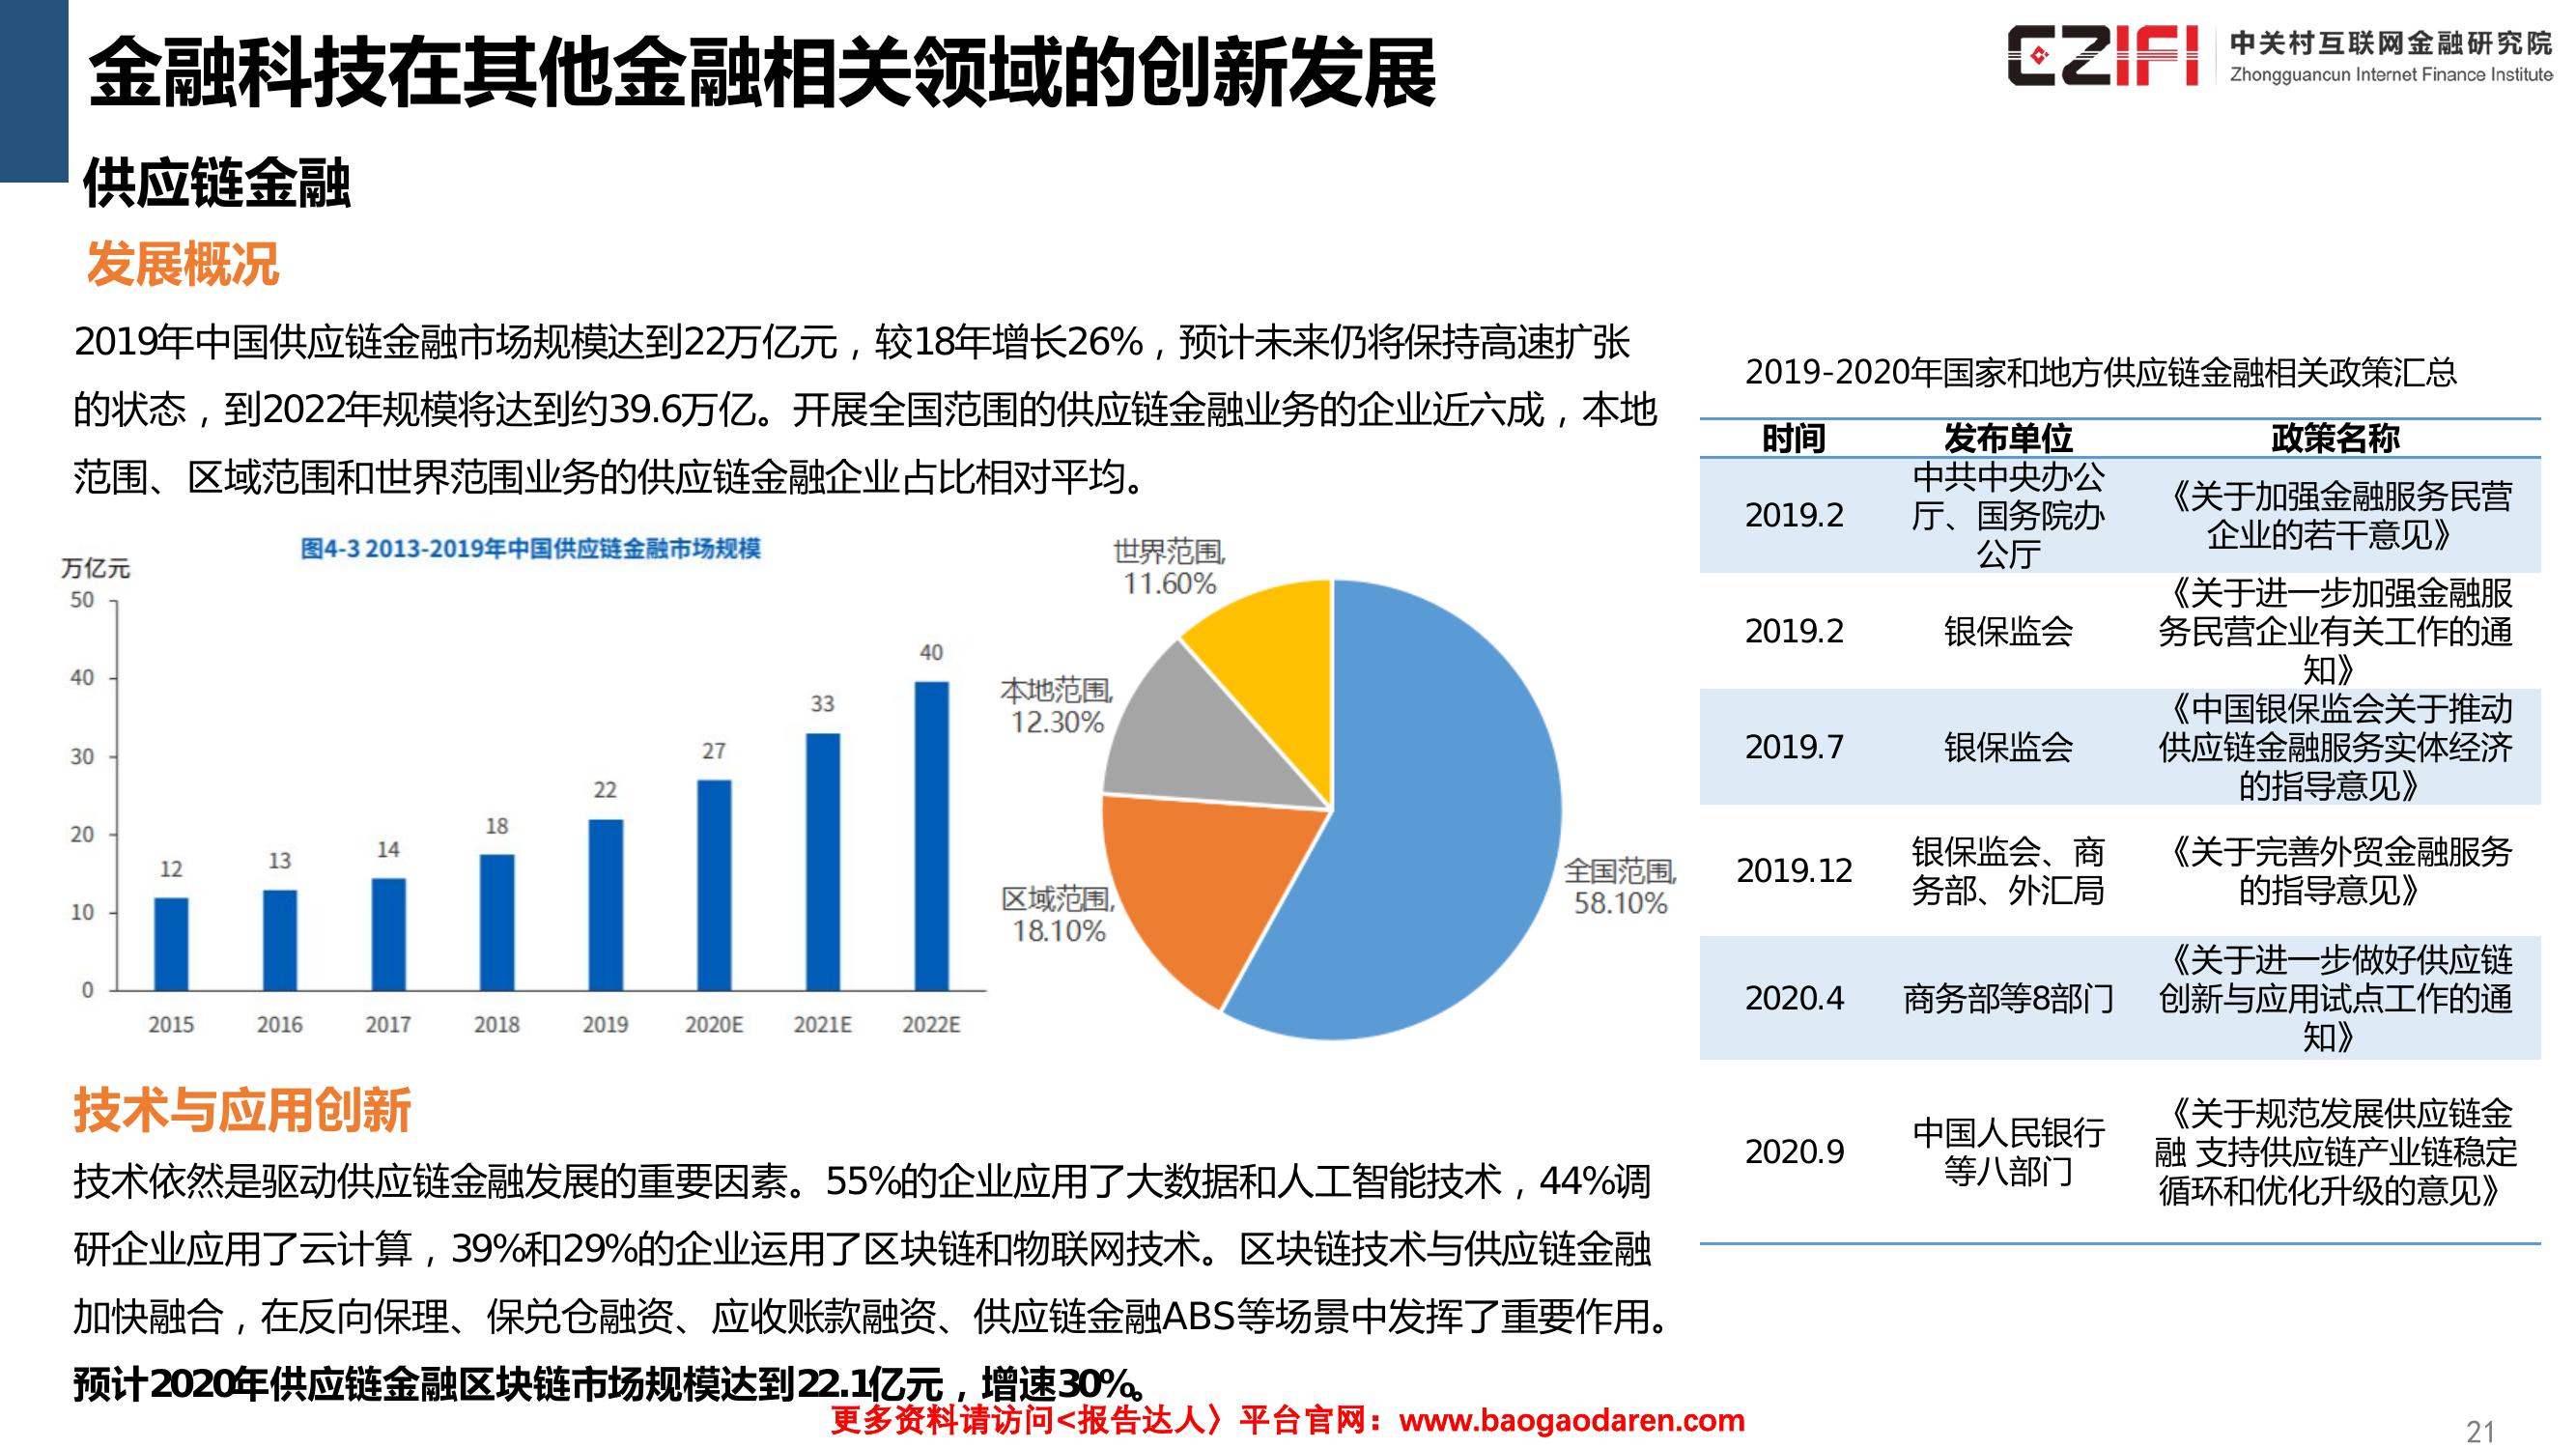 金融科技在其他金融相关领域的创新发展
CZIFI
中关村互联网金融研究院
Zhongguancun Internet Finance Institute
供应链金融
发展概况
2019年中国供应链金融市场规模达到22万亿元，较18年增长26%，预计未来仍将保持高速扩张
的状态，到2022年规模将达到约39.6万亿。开展全国范围的供应链金融业务的企业近六成，本地
范围、区域范围和世界范围业务的供应链金融企业占比相对平均。
图4-3 2013-2019年中国供应链金融市场规模
万亿元
50
40
30
20
10
0
12
13
14
18
22
27
33
40
2015
2016
2017
2018
2019
2020E
2021E
2022E
世界范围,
11.60%
本地范围,
12.30%
区域范围,
18.10%
全国范围,
58.10%
技术与应用创新
技术依然是驱动供应链金融发展的重要因素。55%的企业应用了大数据和人工智能技术，44%调
研企业应用了云计算，39%和29%的企业运用了区块链和物联网技术。区块链技术与供应链金融
加快融合，在反向保理、保兑仓融资、应收账款融资、供应链金融ABS等场景中发挥了重要作用。
预计2020年供应链金融区块链市场规模达到22.1亿元，增速30%。
2019-2020年国家和地方供应链金融相关政策汇总
时间 发布单位 政策名称
2019.2
中共中央办公
厅、国务院办
公厅
《关于加强金融服务民营
企业的若干意见》
2019.2
银保监会
《关于进一步加强金融服
务民营企业有关工作的通
知》
2019.7
银保监会
《中国银保监会关于推动
供应链金融服务实体经济
的指导意见》
2019.12
银保监会、商
务部、外汇局
《关于完善外贸金融服务
的指导意见》
2020.4
商务部等8部门
《关于进一步做好供应链
创新与应用试点工作的通
知》
2020.9
中国人民银行
等八部门
《关于规范发展供应链金
融 支持供应链产业链稳定
循环和优化升级的意见》
更多资料请访问<报告达人〉平台官网：www.baogaodaren.com
21